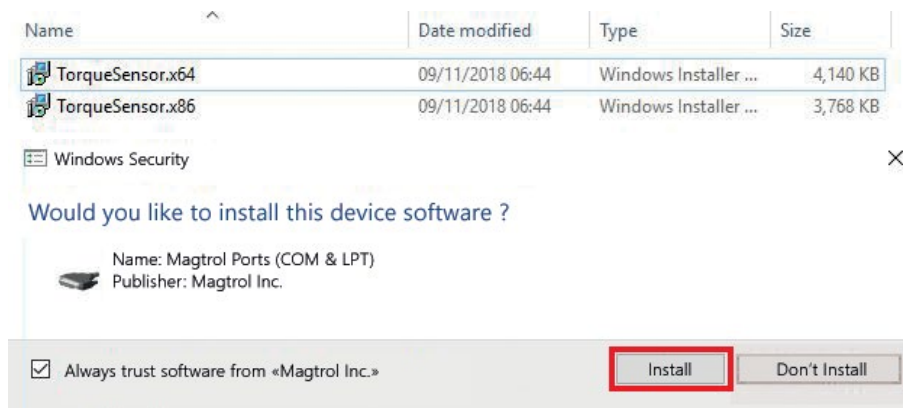 Name Date modified Type Size
TorqueSensor.x64 09/11/2018 06:44 Windows Installer ... 4,140 KB
TorqueSensor.x86 09/11/2018 06:44 Windows Installer ... 3,768 KB
Windows Security
Would you like to install this device software ?
Name: Magtrol Ports (COM & LPT)
Publisher: Magtrol Inc.
Always trust software from «Magtrol Inc.» Install Don't Install